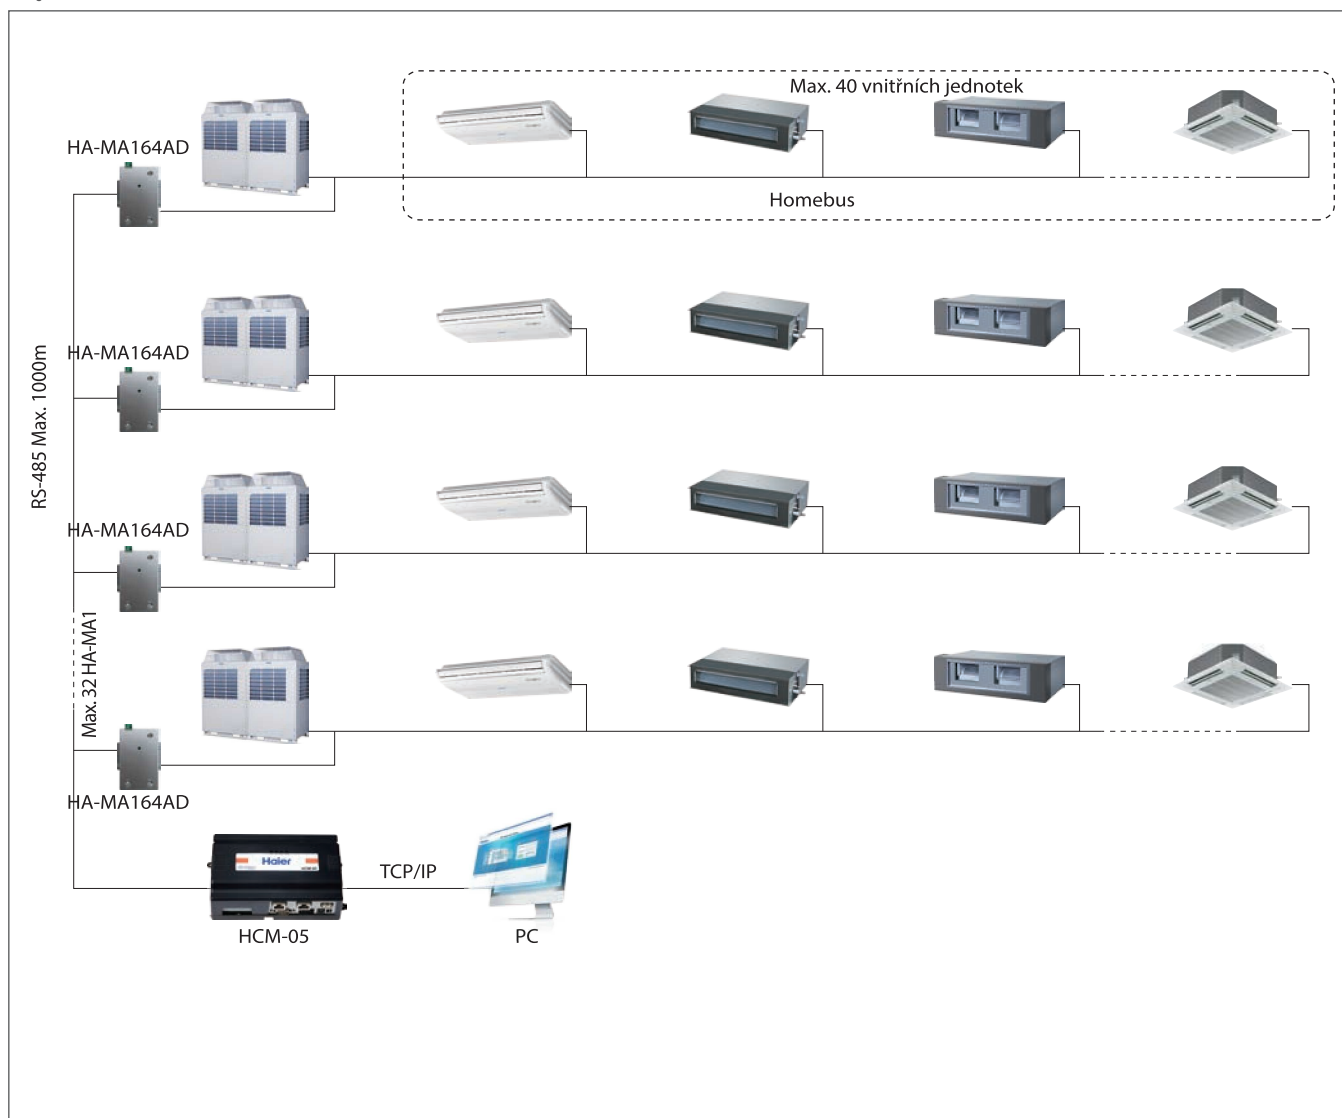 Max. 40 vnitřních jednotek
HA-MA164AD
Homebus
HA-MA164AD
RS-485 Max. 1000m
HA-MA164AD
Max. 32 HA-MA1
HA-MA164AD
Haier
TCP/IP
HCM-05
PC